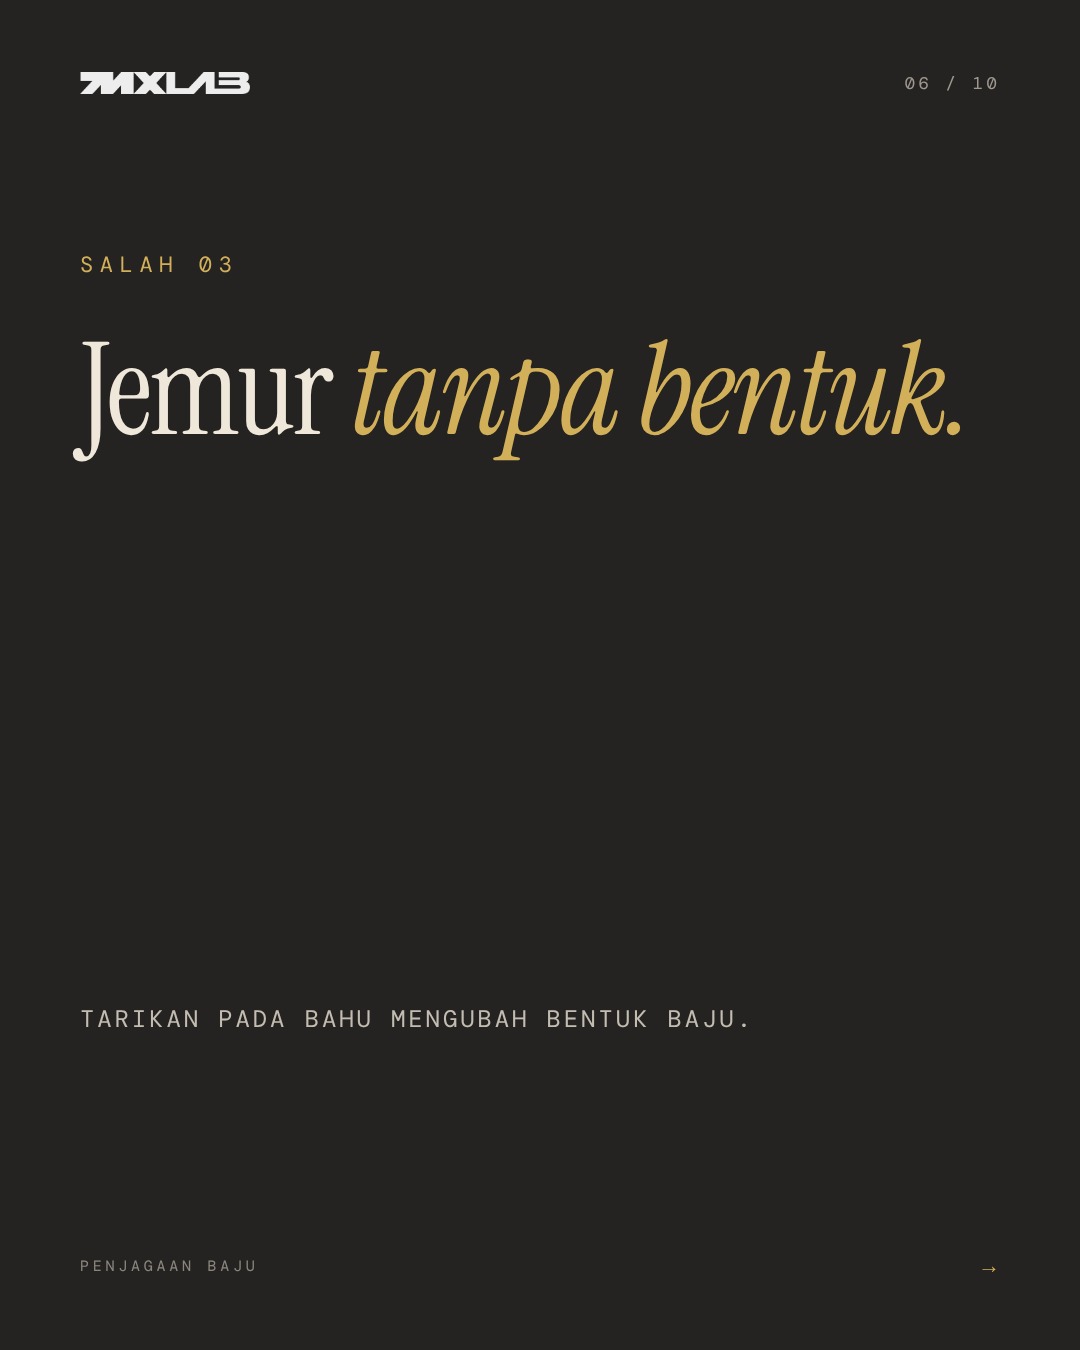 MXLAB
06 / 10
SALAH 03
Jemur tanpa bentuk.
TARIKAN PADA BAHU MENGUBAH BENTUK BAJU.
PENJAGAAN BAJU →